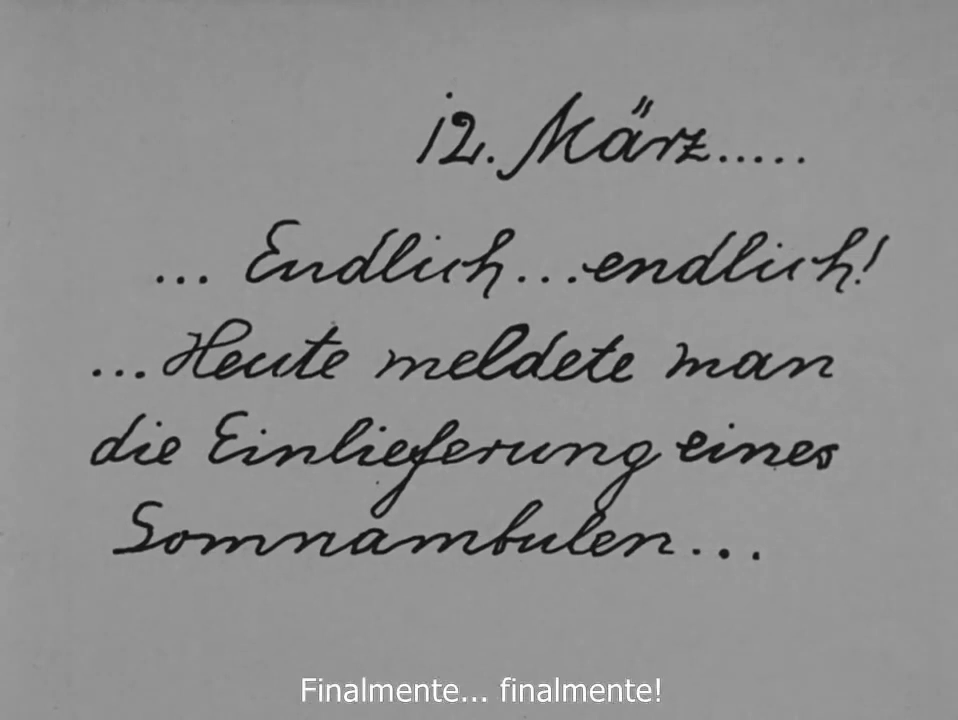 12. März.....
... Endlich...endlich!
...Heute meldete man
die Einlieferung eines
Somnambulen...
Finalmente... finalmente!